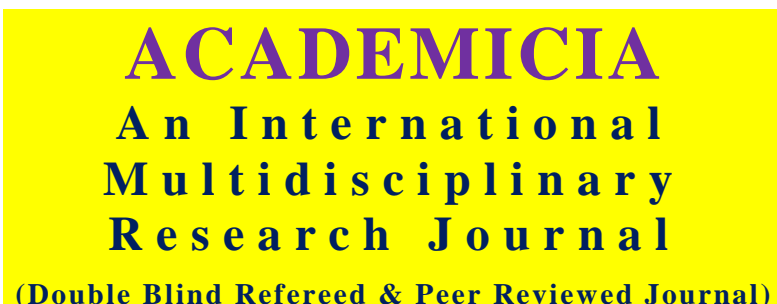 ACADEMICIA
An International
Multidisciplinary
Research Journal
(Double Blind Refereed & Peer Reviewed Journal)